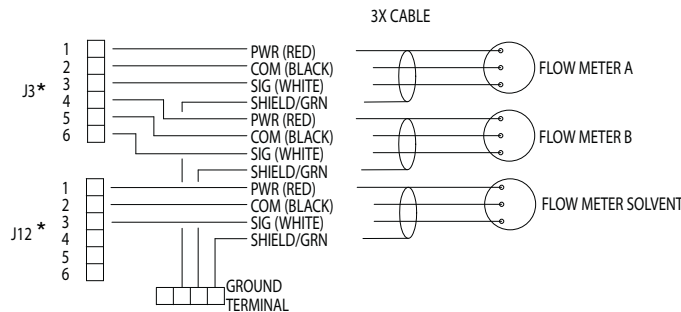 3X CABLE
1
2
3
4
5
6
J3*
PWR (RED)
COM (BLACK)
SIG (WHITE)
SHIELD/GRN
PWR (RED)
COM (BLACK)
SIG (WHITE)
SHIELD/GRN
FLOW METER A
FLOW METER B
1
2
3
4
5
6
J12 *
PWR (RED)
COM (BLACK)
SIG (WHITE)
SHIELD/GRN
FLOW METER SOLVENT
GROUND
TERMINAL